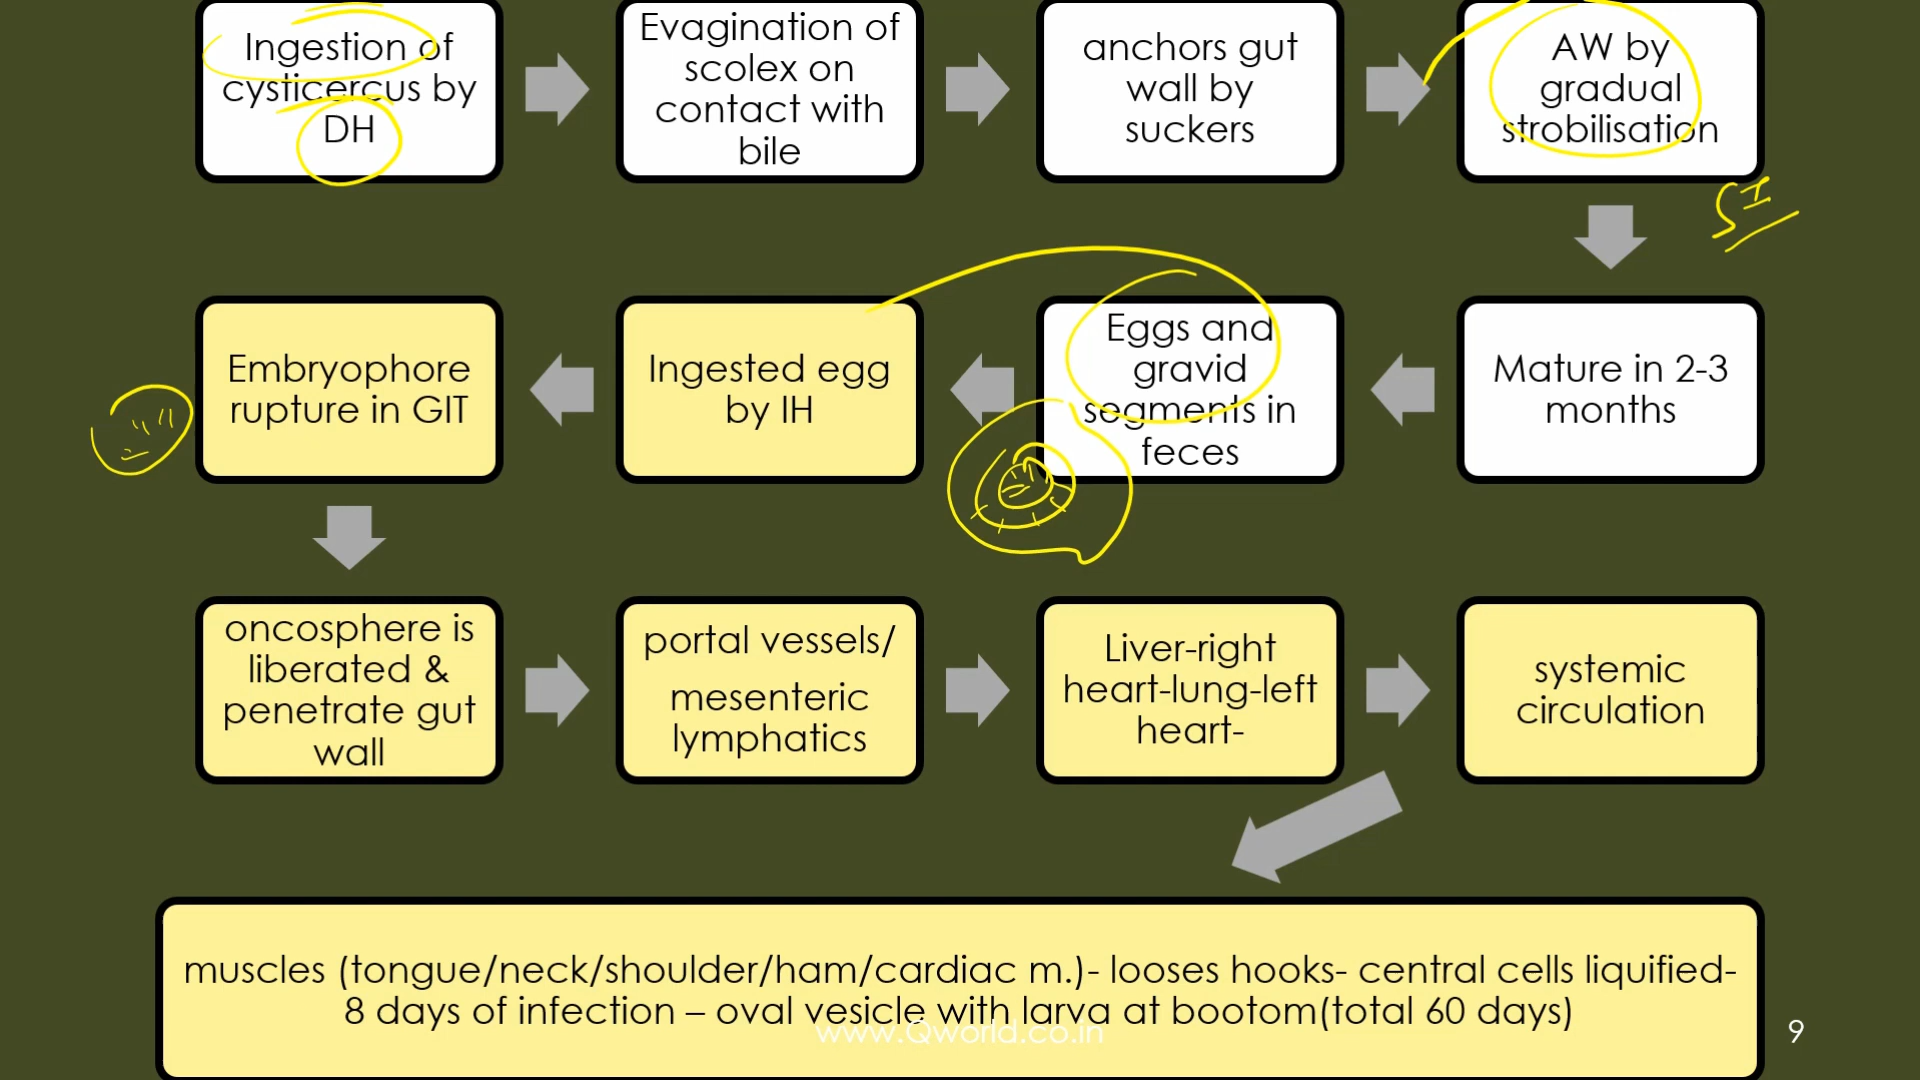 Ingestion of
cysticercus by
DH
Evagination of
scolex on
contact with
bile
anchors gut
wall by
suckers
AW by
gradual
strobilisation
SI
Mature in 2-3
months
Eggs and
gravid
segments in
feces
Ingested egg
by IH
Embryophore
rupture in GIT
oncosphere is
liberated &
penetrate gut
wall
portal vessels/
mesenteric
lymphatics
Liver-right
heart-lung-left
heart-
systemic
circulation
muscles (tongue/neck/shoulder/ham/cardiac m.)- looses hooks- central cells liquified-
8 days of infection – oval vesicle with larva at bootom(total 60 days)
www.Qworld.co.in
9